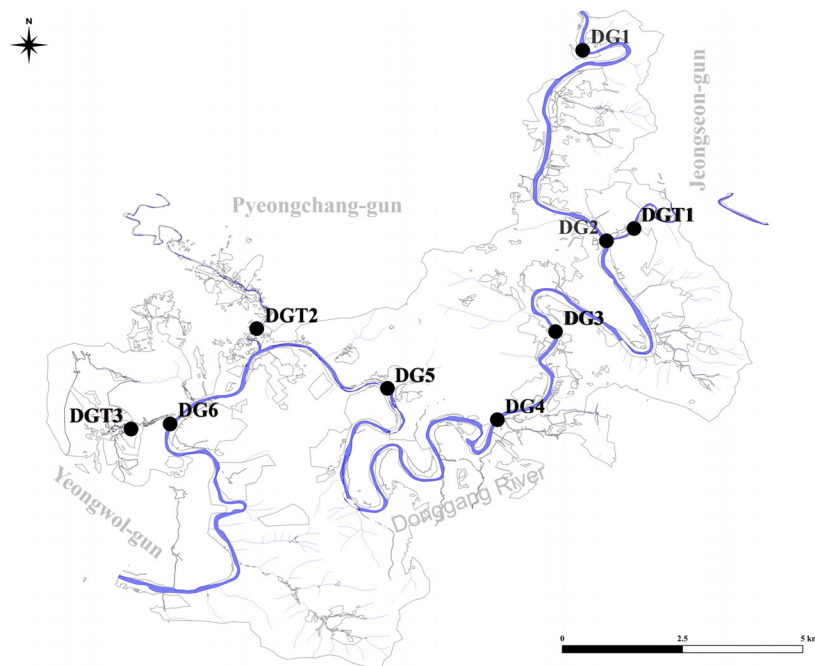 N
DG1
Jeongseon-gun
Pyeongchang-gun
DG2
DGT1
DGT2
DG3
DG5
DG4
DGT3
DG6
Donggang River
Yeongwol-gun
0
2.5
5 km